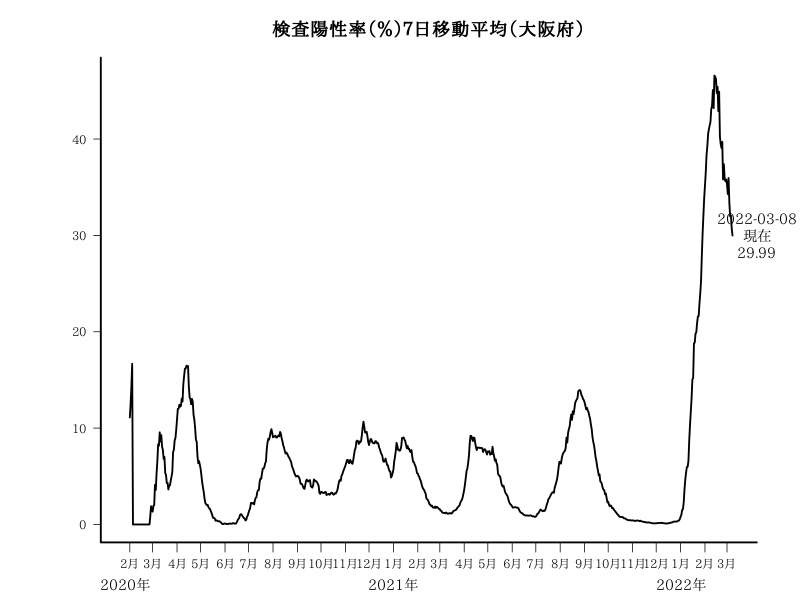 検査陽性率(%)7日移動平均(大阪府)
40
30
20
10
0
2022-03-08
現在
29.99
2月 3月 4月 5月 6月 7月 8月 9月 10月 11月 12月 1月 2月 3月 4月 5月 6月 7月 8月 9月 10月 11月 12月 1月 2月 3月
2020年 2021年 2022年